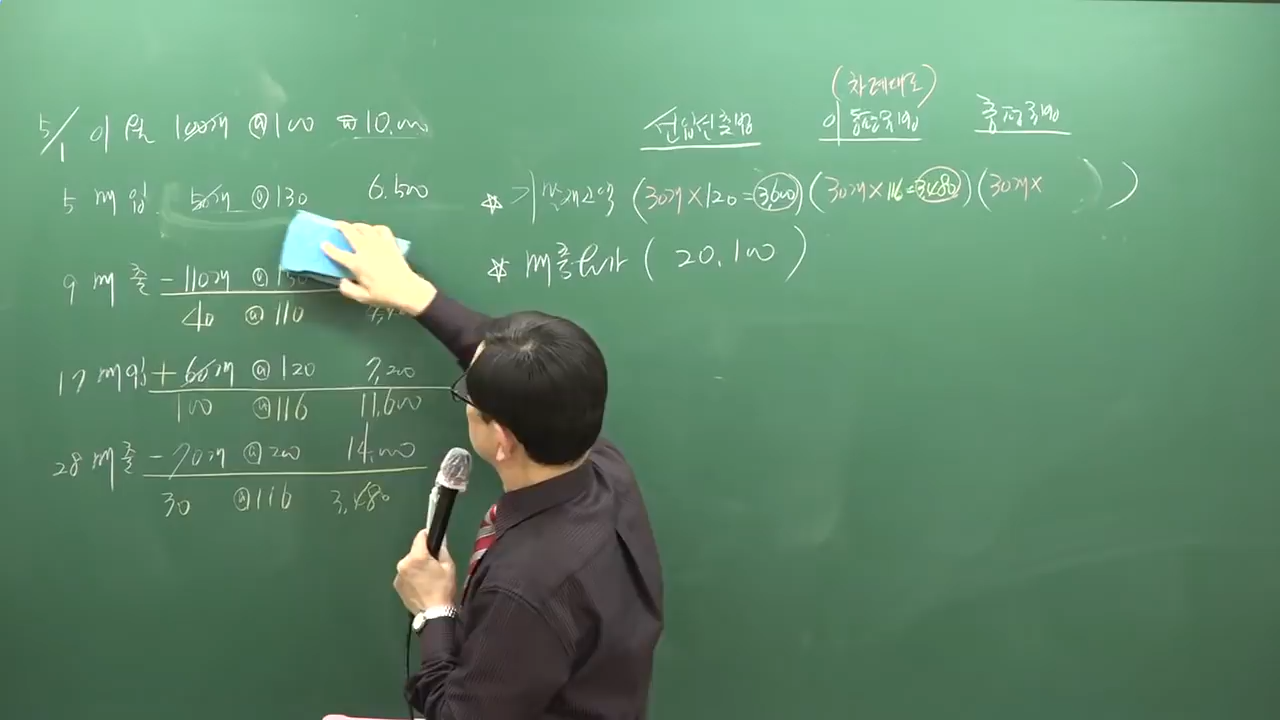 5/1 이월 100개 @100 ₩10,000
5 매입 50개 @130 6,500
9 매출 -110개 @150
40 @110
17 매입 + 60개 @120 7,200
100 @116 11,600
28 매출 -70개 @200 14,000
30 @116 3,480
(차례대로)
선입선출법 이동평균법 총평균법
☆ 기말재고액 (30개×120=3,600) (30개×116=3,480) (30개× )
☆ 매출원가 (20,100)